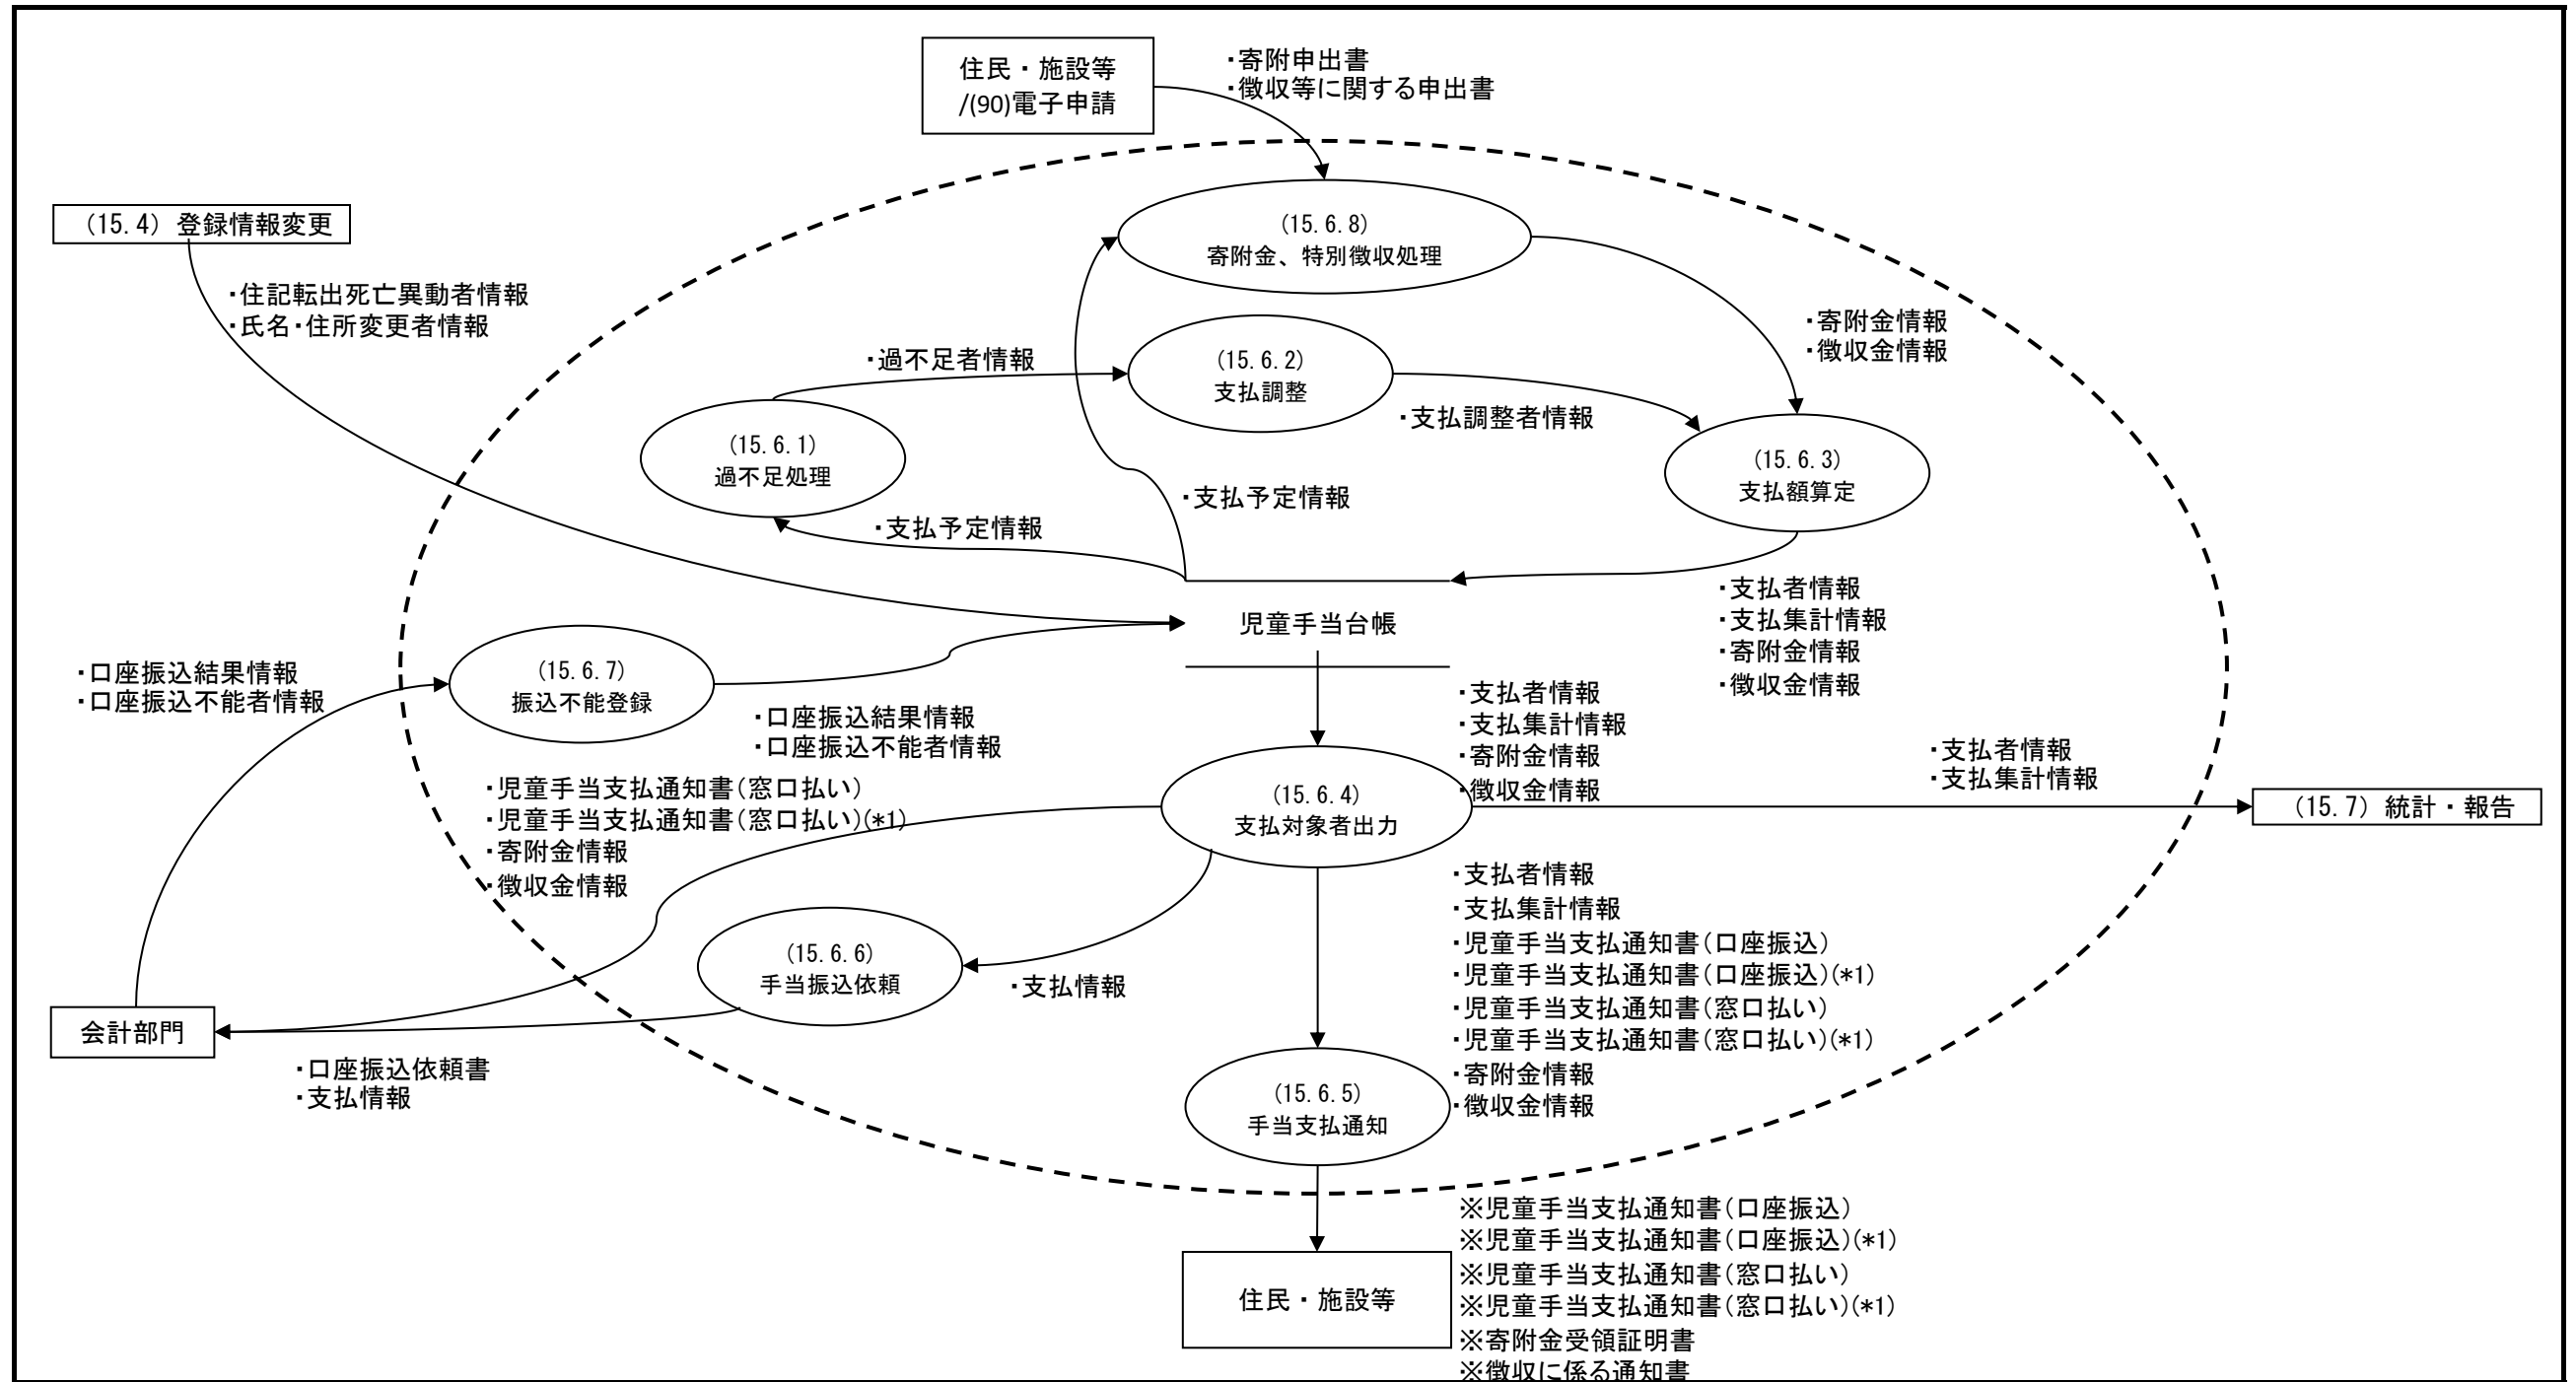 住民・施設等
/(90)電子申請
・寄附申出書
・徴収等に関する申出書
(15.4) 登録情報変更
(15.6.8)
寄附金、特別徴収処理
・住記転出死亡異動者情報
・氏名・住所変更者情報
・寄附金情報
・徴収金情報
・過不足者情報
(15.6.2)
支払調整
・支払調整者情報
(15.6.1)
過不足処理
(15.6.3)
支払額算定
・支払予定情報
・支払予定情報
・支払者情報
・支払集計情報
・寄附金情報
・徴収金情報
児童手当台帳
・口座振込結果情報
・口座振込不能者情報
(15.6.7)
振込不能登録
・口座振込結果情報
・口座振込不能者情報
・支払者情報
・支払集計情報
・寄附金情報
・徴収金情報
・支払者情報
・支払集計情報
・児童手当支払通知書(窓口払い)
・児童手当支払通知書(窓口払い)(*1)
・寄附金情報
・徴収金情報
(15.6.4)
支払対象者出力
(15.7) 統計・報告
・支払者情報
・支払集計情報
・児童手当支払通知書(口座振込)
・児童手当支払通知書(口座振込)(*1)
・児童手当支払通知書(窓口払い)
・児童手当支払通知書(窓口払い)(*1)
・寄附金情報
・徴収金情報
(15.6.6)
手当振込依頼
・支払情報
会計部門
・口座振込依頼書
・支払情報
(15.6.5)
手当支払通知
住民・施設等
※児童手当支払通知書(口座振込)
※児童手当支払通知書(口座振込)(*1)
※児童手当支払通知書(窓口払い)
※児童手当支払通知書(窓口払い)(*1)
※寄附金受領証明書
※徴収に係る通知書